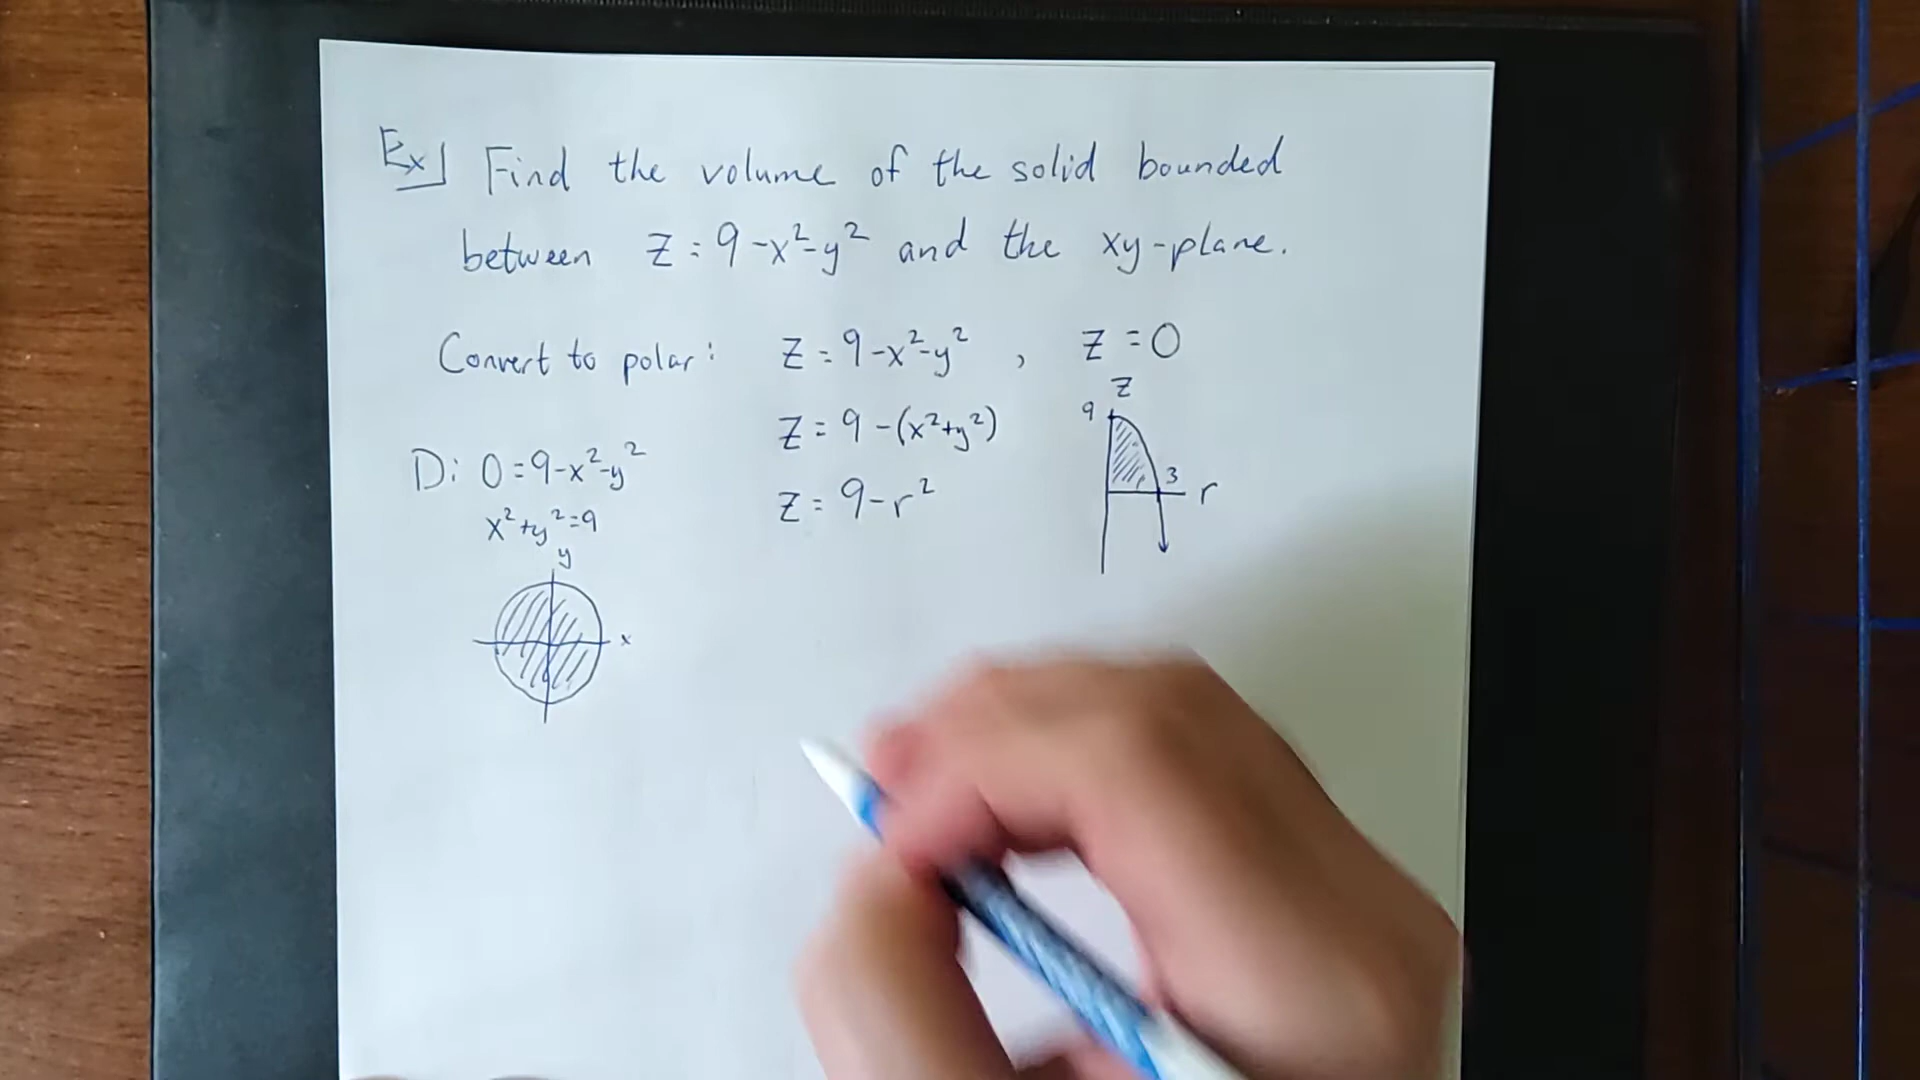 Ex] Find the volume of the solid bounded
between z = 9-x²-y² and the xy-plane.
Convert to polar: z = 9-x²-y² , z = 0
z = 9-(x²+y²)
z = 9-r²
D: 0=9-x²-y²
x²+y²=9
y
x
z
9
3
r